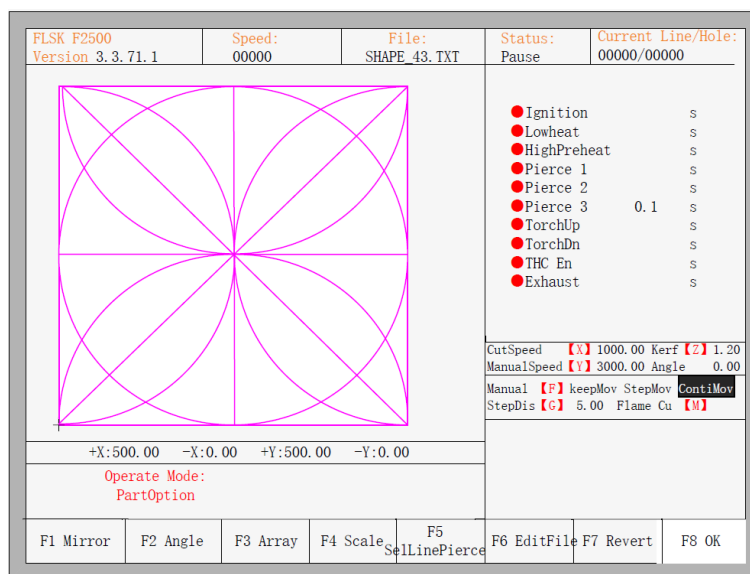 FLSK F2500
Version 3.3.71.1
Speed:
00000
File:
SHAPE_43.TXT
Status:
Pause
Current Line/Hole:
00000/00000
Ignition s
Lowheat s
HighPreheat s
Pierce 1 s
Pierce 2 s
Pierce 3 0.1 s
TorchUp s
TorchDn s
THC En s
Exhaust s
CutSpeed 【X】 1000.00 Kerf 【Z】 1.20
ManualSpeed 【Y】 3000.00 Angle 0.00
Manual 【F】 keepMov StepMov ContiMov
StepDis 【G】 5.00 Flame Cu 【M】
+X:500.00 -X:0.00 +Y:500.00 -Y:0.00
Operate Mode:
PartOption
F1 Mirror
F2 Angle
F3 Array
F4 Scale
F5
SelLinePierce
F6 EditFile
F7 Revert
F8 OK